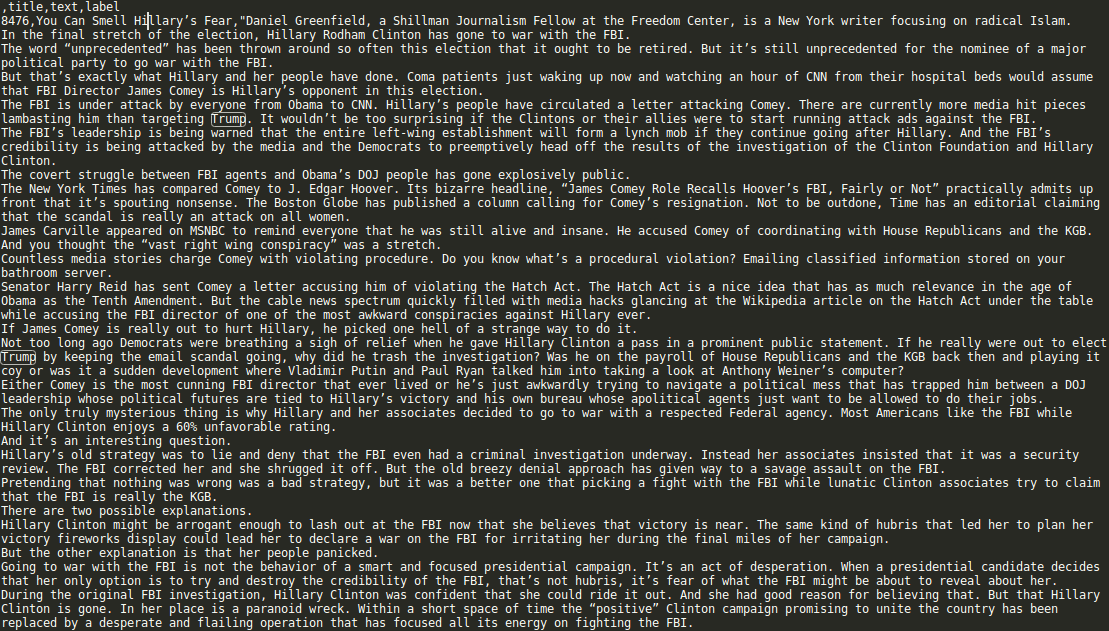 ,title,text,label
8476,You Can Smell Hillary’s Fear,"Daniel Greenfield, a Shillman Journalism Fellow at the Freedom Center, is a New York writer focusing on radical Islam.
In the final stretch of the election, Hillary Rodham Clinton has gone to war with the FBI.
The word “unprecedented” has been thrown around so often this election that it ought to be retired. But it’s still unprecedented for the nominee of a major
political party to go war with the FBI.
But that’s exactly what Hillary and her people have done. Coma patients just waking up now and watching an hour of CNN from their hospital beds would assume
that FBI Director James Comey is Hillary’s opponent in this election.
The FBI is under attack by everyone from Obama to CNN. Hillary’s people have circulated a letter attacking Comey. There are currently more media hit pieces
lambasting him than targeting Trump. It wouldn’t be too surprising if the Clintons or their allies were to start running attack ads against the FBI.
The FBI’s leadership is being warned that the entire left-wing establishment will form a lynch mob if they continue going after Hillary. And the FBI’s
credibility is being attacked by the media and the Democrats to preemptively head off the results of the investigation of the Clinton Foundation and Hillary
Clinton.
The covert struggle between FBI agents and Obama’s DOJ people has gone explosively public.
The New York Times has compared Comey to J. Edgar Hoover. Its bizarre headline, “James Comey Role Recalls Hoover’s FBI, Fairly or Not” practically admits up
front that it’s spouting nonsense. The Boston Globe has published a column calling for Comey’s resignation. Not to be outdone, Time has an editorial claiming
that the scandal is really an attack on all women.
James Carville appeared on MSNBC to remind everyone that he was still alive and insane. He accused Comey of coordinating with House Republicans and the KGB.
And you thought the “vast right wing conspiracy” was a stretch.
Countless media stories charge Comey with violating procedure. Do you know what’s a procedural violation? Emailing classified information stored on your
bathroom server.
Senator Harry Reid has sent Comey a letter accusing him of violating the Hatch Act. The Hatch Act is a nice idea that has as much relevance in the age of
Obama as the Tenth Amendment. But the cable news spectrum quickly filled with media hacks glancing at the Wikipedia article on the Hatch Act under the table
while accusing the FBI director of one of the most awkward conspiracies against Hillary ever.
If James Comey is really out to hurt Hillary, he picked one hell of a strange way to do it.
Not too long ago Democrats were breathing a sigh of relief when he gave Hillary Clinton a pass in a prominent public statement. If he really were out to elect
Trump by keeping the email scandal going, why did he trash the investigation? Was he on the payroll of House Republicans and the KGB back then and playing it
coy or was it a sudden development where Vladimir Putin and Paul Ryan talked him into taking a look at Anthony Weiner’s computer?
Either Comey is the most cunning FBI director that ever lived or he’s just awkwardly trying to navigate a political mess that has trapped him between a DOJ
leadership whose political futures are tied to Hillary’s victory and his own bureau whose apolitical agents just want to be allowed to do their jobs.
The only truly mysterious thing is why Hillary and her associates decided to go to war with a respected Federal agency. Most Americans like the FBI while
Hillary Clinton enjoys a 60% unfavorable rating.
And it’s an interesting question.
Hillary’s old strategy was to lie and deny that the FBI even had a criminal investigation underway. Instead her associates insisted that it was a security
review. The FBI corrected her and she shrugged it off. But the old breezy denial approach has given way to a savage assault on the FBI.
Pretending that nothing was wrong was a bad strategy, but it was a better one that picking a fight with the FBI while lunatic Clinton associates try to claim
that the FBI is really the KGB.
There are two possible explanations.
Hillary Clinton might be arrogant enough to lash out at the FBI now that she believes that victory is near. The same kind of hubris that led her to plan her
victory fireworks display could lead her to declare a war on the FBI for irritating her during the final miles of her campaign.
But the other explanation is that her people panicked.
Going to war with the FBI is not the behavior of a smart and focused presidential campaign. It’s an act of desperation. When a presidential candidate decides
that her only option is to try and destroy the credibility of the FBI, that’s not hubris, it’s fear of what the FBI might be about to reveal about her.
During the original FBI investigation, Hillary Clinton was confident that she could ride it out. And she had good reason for believing that. But that Hillary
Clinton is gone. In her place is a paranoid wreck. Within a short space of time the “positive” Clinton campaign promising to unite the country has been
replaced by a desperate and flailing operation that has focused all its energy on fighting the FBI.